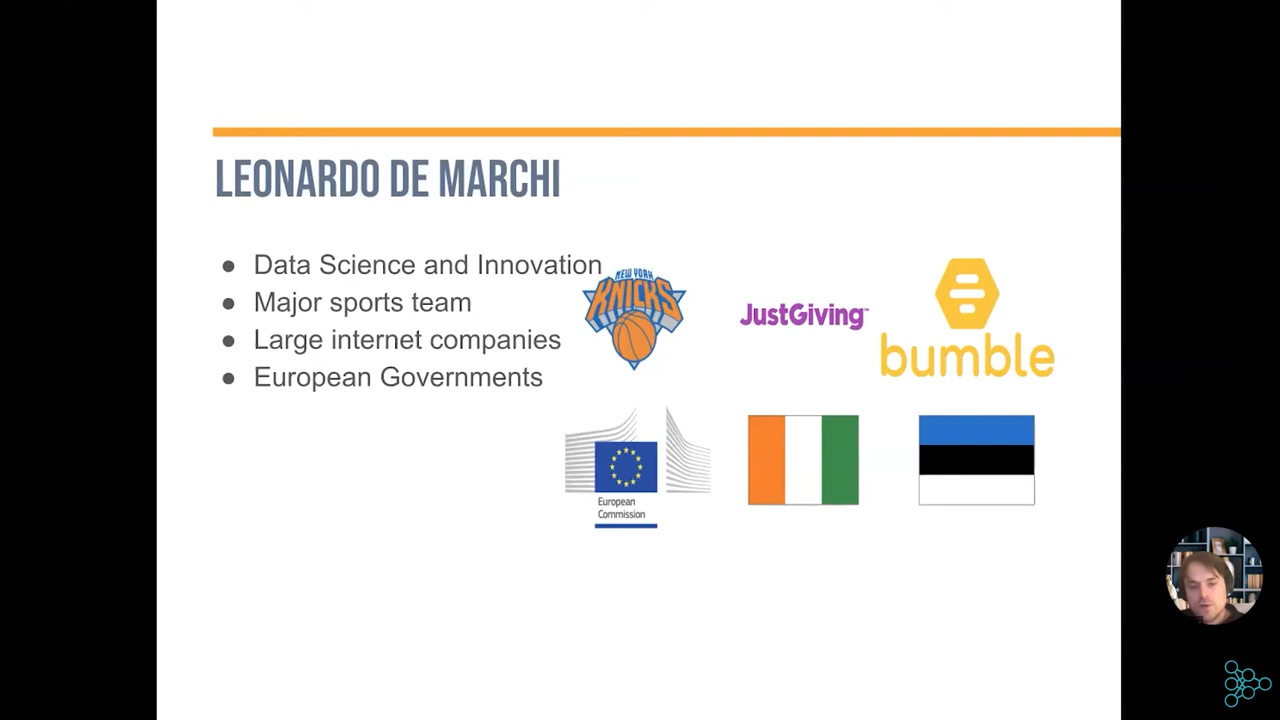 LEONARDO DE MARCHI
● Data Science and Innovation
● Major sports team
● Large internet companies
● European Governments
NEW YORK
KNICKS
JustGiving™
bumble
European
Commission